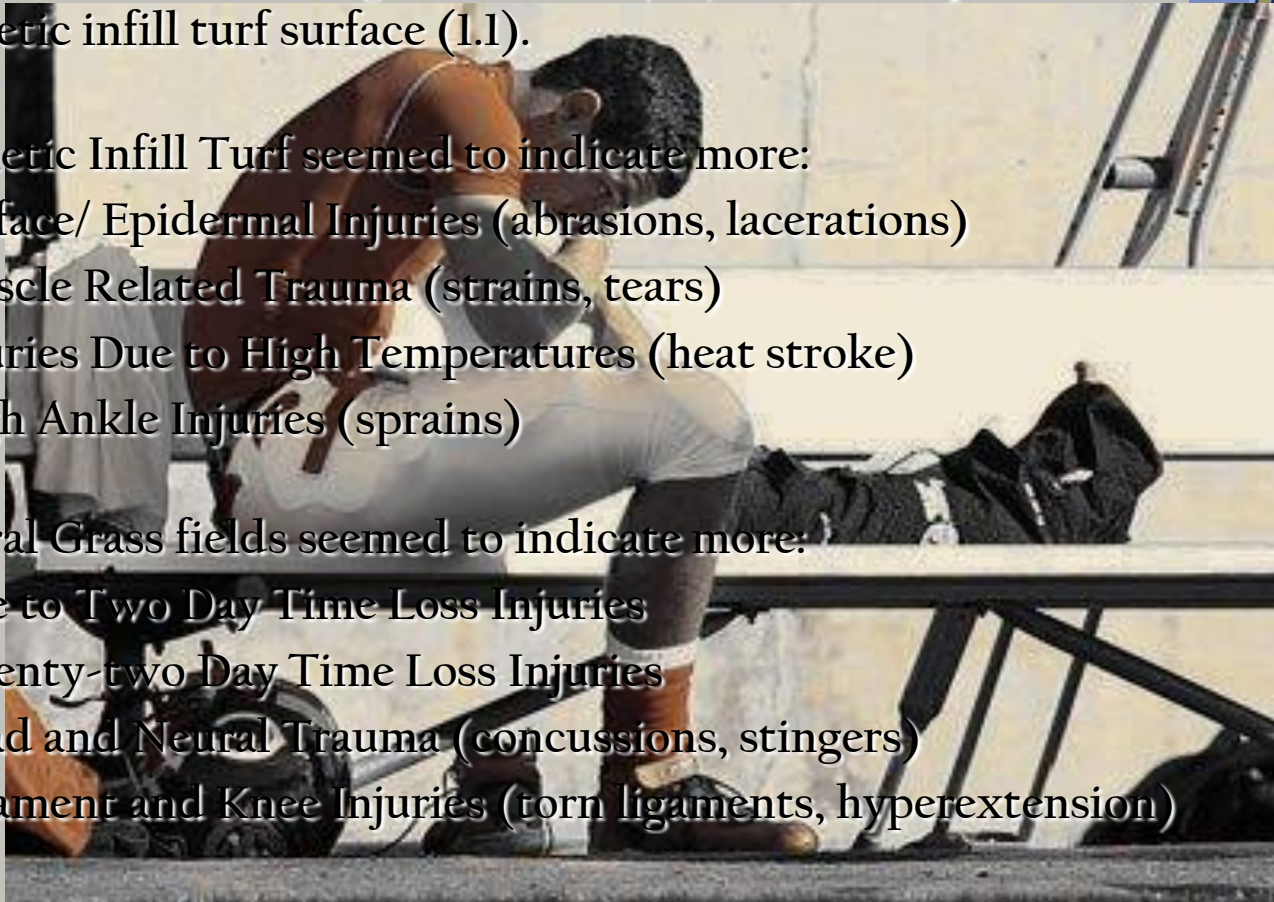 etic infill turf surface (1.1).
etic Infill Turf seemed to indicate more:
face/ Epidermal Injuries (abrasions, lacerations)
scle Related Trauma (strains, tears)
uries Due to High Temperatures (heat stroke)
h Ankle Injuries (sprains)
ral Grass fields seemed to indicate more:
e to Two Day Time Loss Injuries
enty-two Day Time Loss Injuries
ad and Neural Trauma (concussions, stingers)
ament and Knee Injuries (torn ligaments, hyperextension)